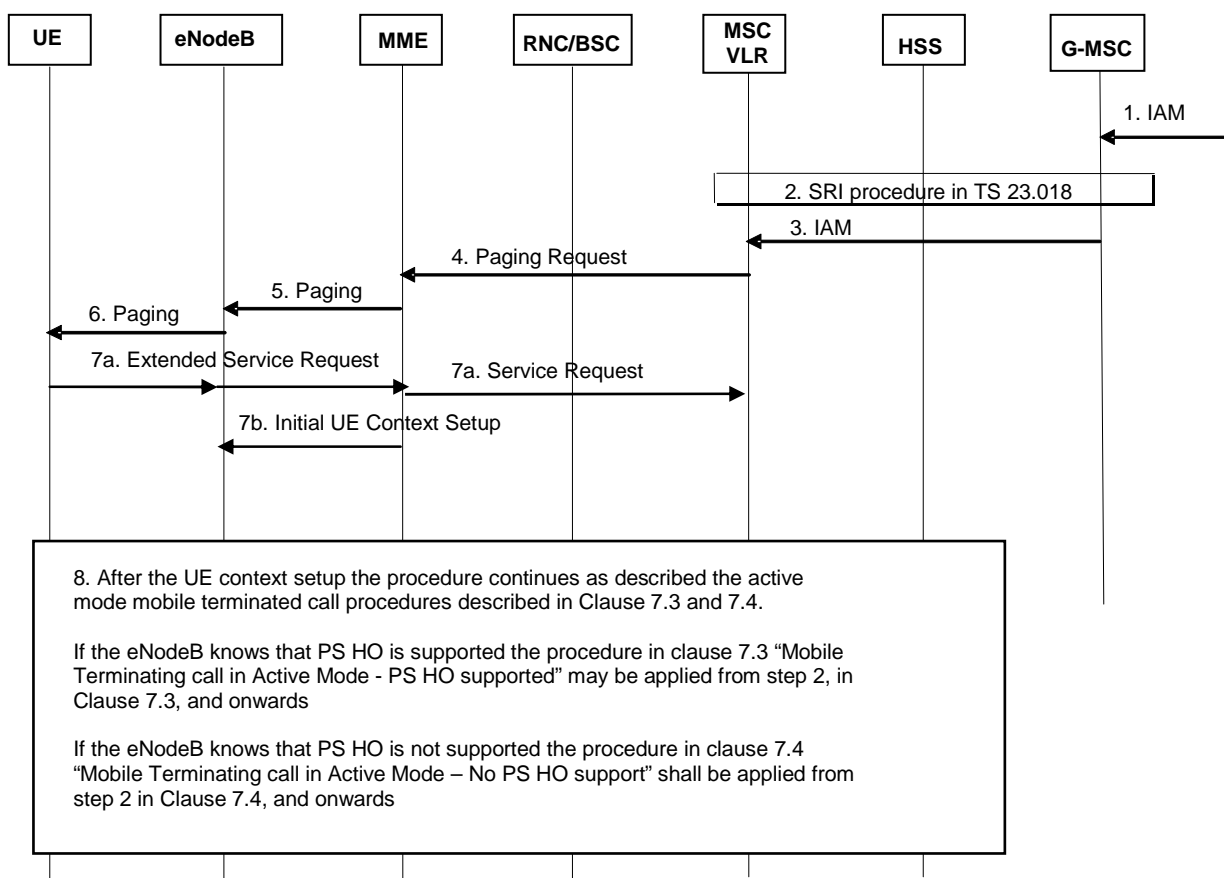 UE
eNodeB
MME
RNC/BSC
MSC
VLR
HSS
G-MSC
1. IAM
2. SRI procedure in TS 23.018
3. IAM
4. Paging Request
5. Paging
6. Paging
7a. Extended Service Request
7a. Service Request
7b. Initial UE Context Setup
8. After the UE context setup the procedure continues as described the active
mode mobile terminated call procedures described in Clause 7.3 and 7.4.
If the eNodeB knows that PS HO is supported the procedure in clause 7.3 “Mobile
Terminating call in Active Mode - PS HO supported” may be applied from step 2, in
Clause 7.3, and onwards
If the eNodeB knows that PS HO is not supported the procedure in clause 7.4
“Mobile Terminating call in Active Mode – No PS HO support” shall be applied from
step 2 in Clause 7.4, and onwards